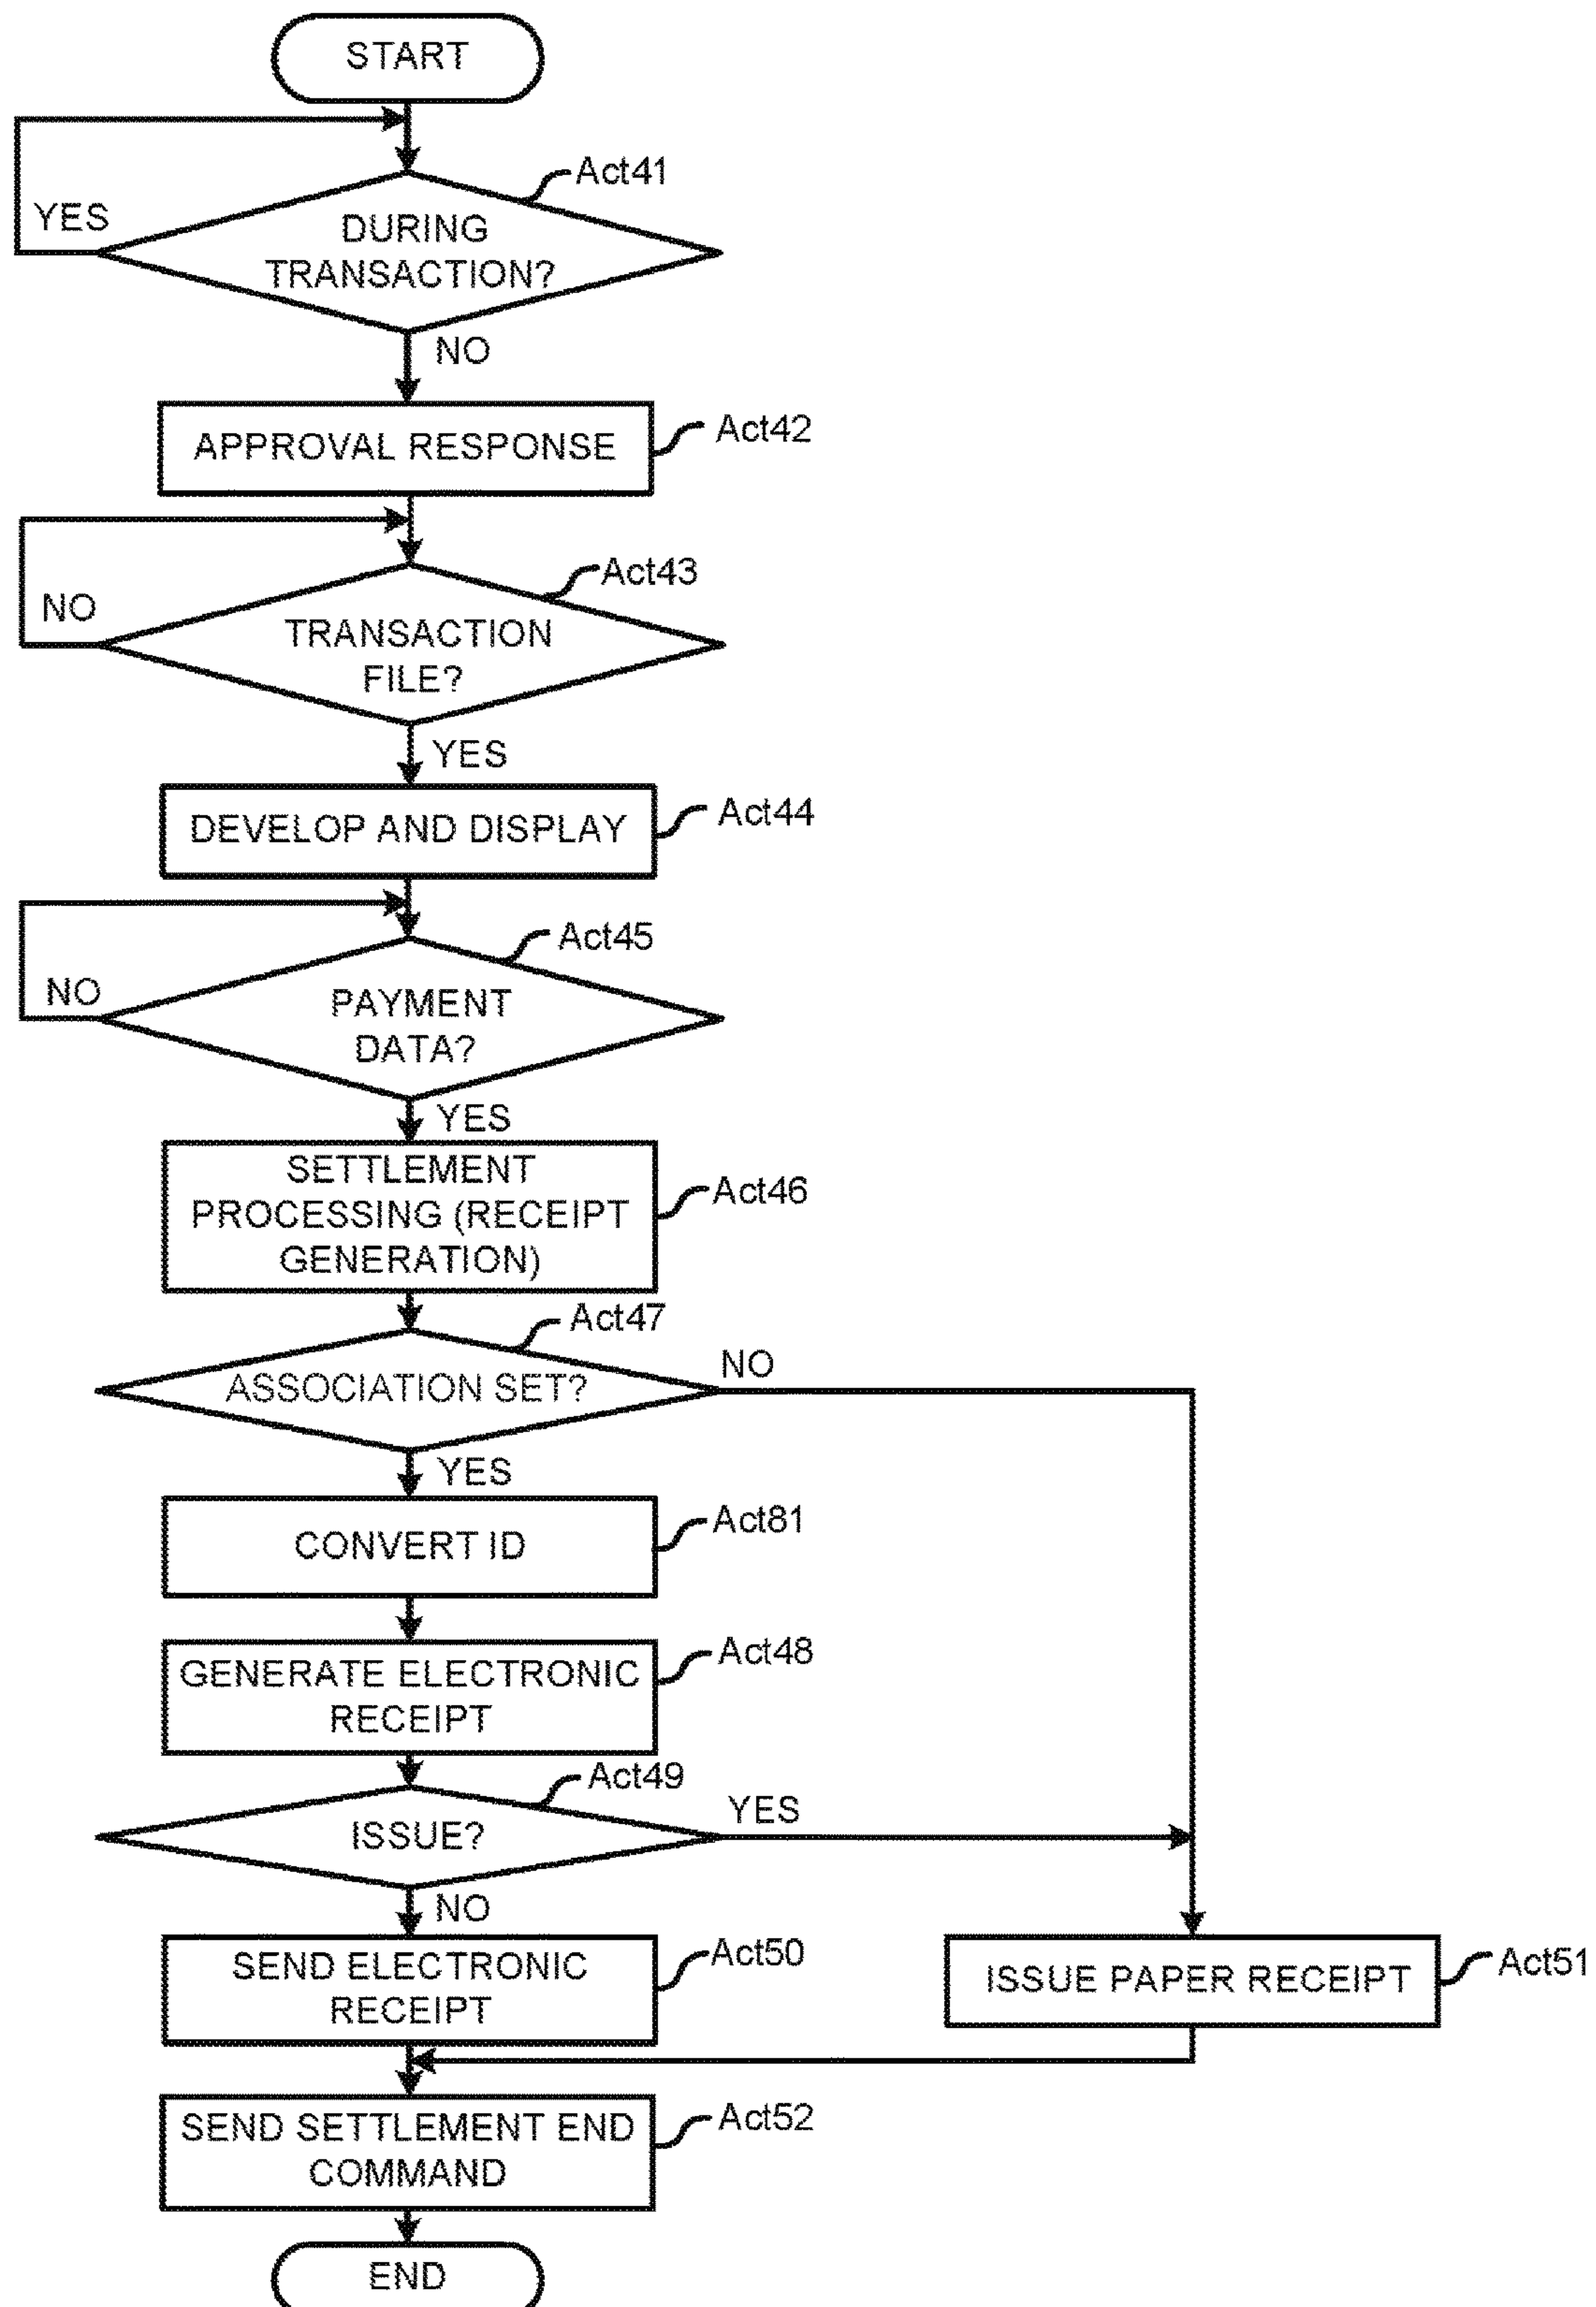 START
Act41
YES
DURING
TRANSACTION?
NO
APPROVAL RESPONSE
Act42
Act43
NO
TRANSACTION
FILE?
YES
DEVELOP AND DISPLAY
Act44
Act45
NO
PAYMENT
DATA?
YES
SETTLEMENT
PROCESSING (RECEIPT
GENERATION)
Act46
Act47
NO
ASSOCIATION SET?
YES
Act81
CONVERT ID
Act48
GENERATE ELECTRONIC
RECEIPT
Act49
YES
ISSUE?
NO
SEND ELECTRONIC
RECEIPT
Act50
ISSUE PAPER RECEIPT
Act51
SEND SETTLEMENT END
COMMAND
Act52
END